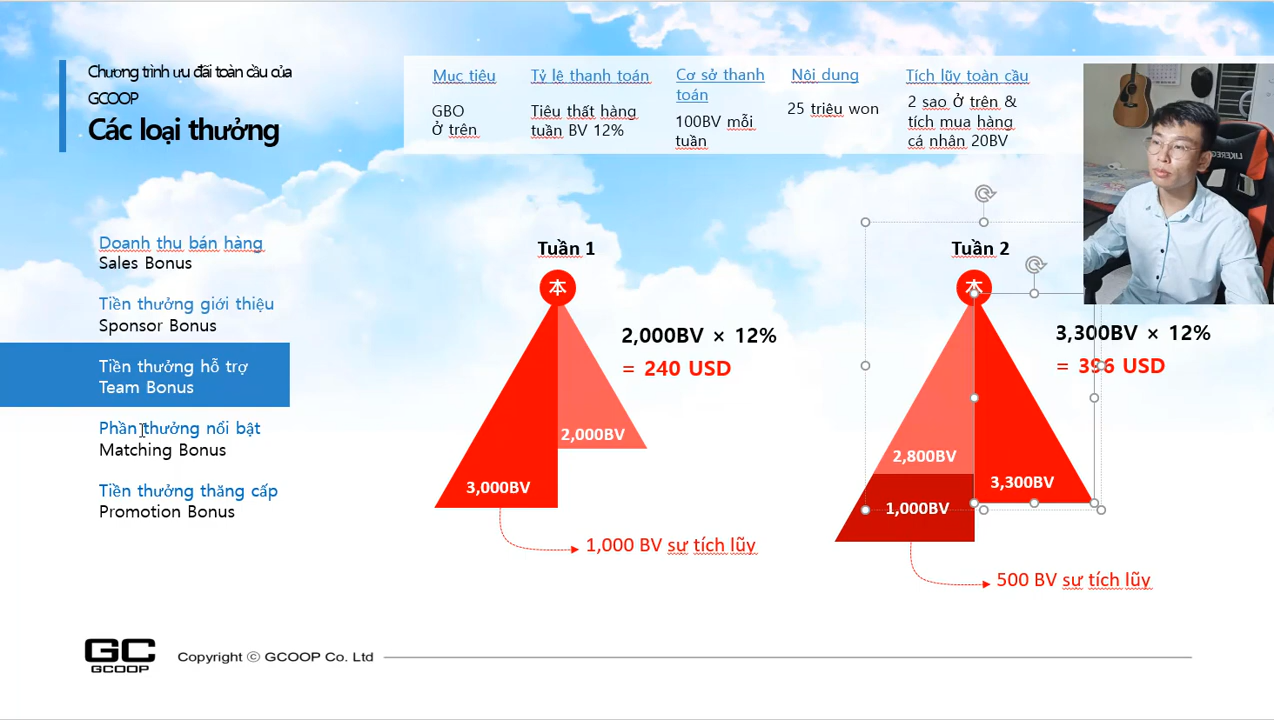 Chương trình ưu đãi toàn cầu của
GCOOP
Các loại thưởng
Mục tiêu
GBO
Ở trên
Tỷ lệ thanh toán
Tiêu thất hàng
tuần BV 12%
Cơ sở thanh
toán
100BV mỗi
tuần
Nội dung
25 triệu won
Tích lũy toàn cầu
2 sao Ở trên &
tích mua hàng
cá nhân 20BV
Doanh thu bán hàng
Sales Bonus
Tiền thưởng giới thiệu
Sponsor Bonus
Tiền thưởng hỗ trợ
Team Bonus
Phần thưởng nổi bật
Matching Bonus
Tiền thưởng thăng cấp
Promotion Bonus
Tuần 1
本
2,000BV × 12%
= 240 USD
2,000BV
3,000BV
1,000 BV sự tích lũy
Tuần 2
本
3,300BV × 12%
= 396 USD
2,800BV
3,300BV
1,000BV
500 BV sự tích lũy
GC
GCOOP
Copyright ⓒ GCOOP Co. Ltd